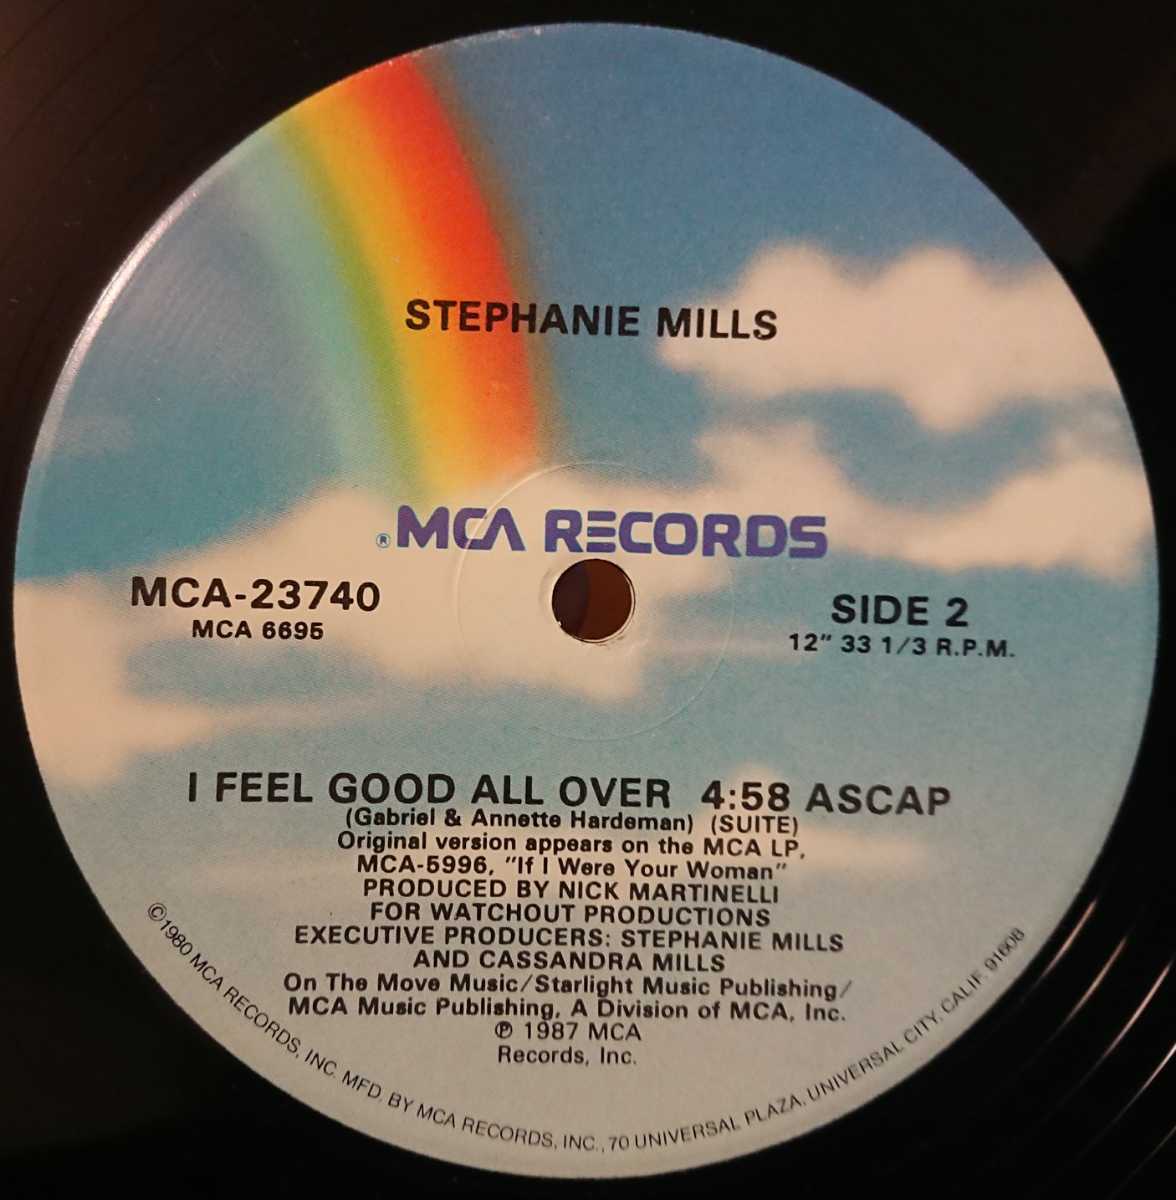 STEPHANIE MILLS
®MCA RECORDS
MCA-23740
MCA 6695
SIDE 2
12" 33 1/3 R.P.M.
I FEEL GOOD ALL OVER 4:58 ASCAP
(Gabriel & Annette Hardeman) (SUITE)
Original version appears on the MCA LP,
MCA-5996, "If I Were Your Woman"
PRODUCED BY NICK MARTINELLI
FOR WATCHOUT PRODUCTIONS
EXECUTIVE PRODUCERS: STEPHANIE MILLS
AND CASSANDRA MILLS
On The Move Music/Starlight Music Publishing/
MCA Music Publishing, A Division of MCA, Inc.
℗ 1987 MCA
Records, Inc.
©1980 MCA RECORDS, INC. MFD. BY MCA RECORDS, INC., 70 UNIVERSAL PLAZA, UNIVERSAL CITY, CALIF. 91608